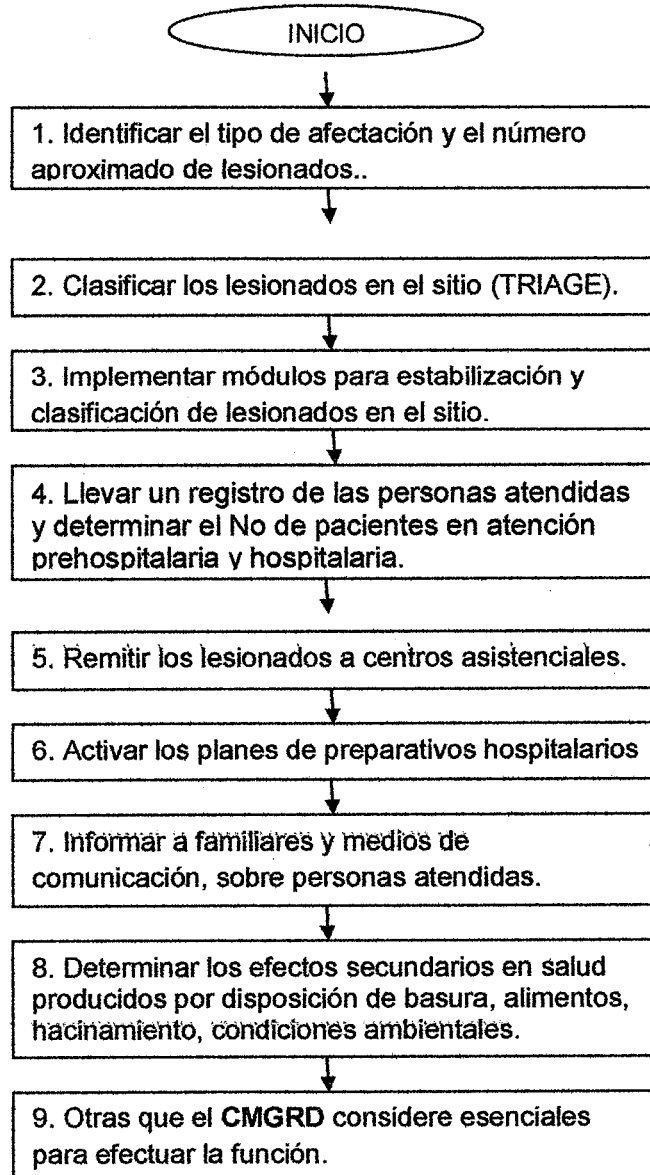 INICIO
1. Identificar el tipo de afectación y el número
aproximado de lesionados..
2. Clasificar los lesionados en el sitio (TRIAGE).
3. Implementar módulos para estabilización y
clasificación de lesionados en el sitio.
4. Llevar un registro de las personas atendidas
y determinar el No de pacientes en atención
prehospitalaria y hospitalaria.
5. Remitir los lesionados a centros asistenciales.
6. Activar los planes de preparativos hospitalarios
7. Informar a familiares y medios de
comunicación, sobre personas atendidas.
8. Determinar los efectos secundarios en salud
producidos por disposición de basura, alimentos,
hacinamiento, condiciones ambientales.
9. Otras que el CMGRD considere esenciales
para efectuar la función.